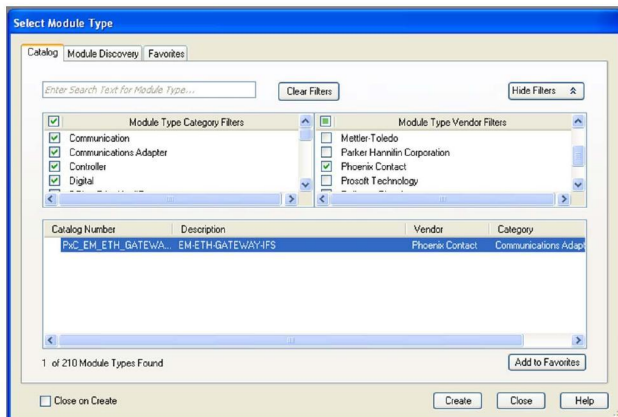 Select Module Type
Catalog Module Discovery Favorites
Enter Search Text for Module Type...
Clear Filters
Hide Filters
Module Type Category Filters
Communication
Communications Adapter
Controller
Digital
Module Type Vendor Filters
Mettler-Toledo
Parker Hannifin Corporation
Phoenix Contact
Prosoft Technology
Catalog Number Description Vendor Category
PxC_EM_ETH_GATEWA... EM-ETH-GATEWAY-IFS Phoenix Contact Communications Adapt
1 of 210 Module Types Found
Add to Favorites
Close on Create
Create Close Help